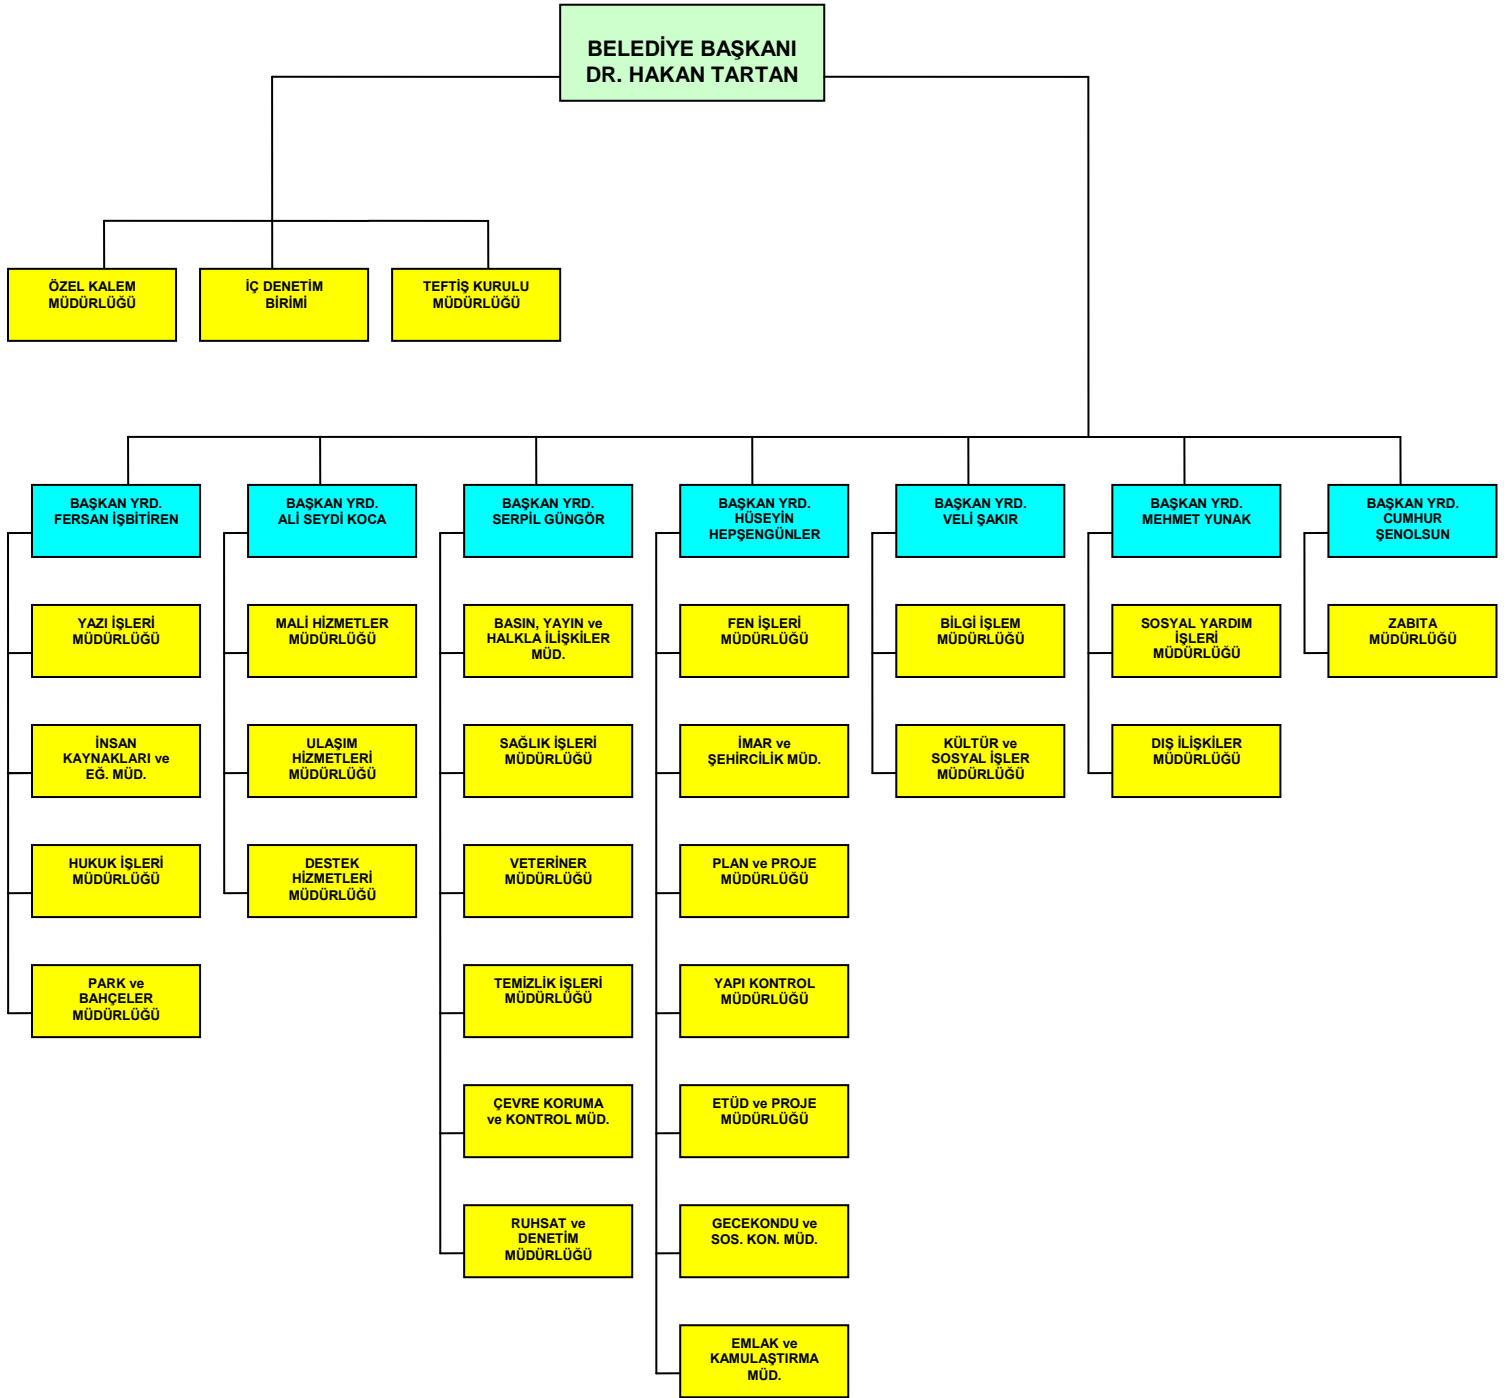 BELEDİYE BAŞKANI
DR. HAKAN TARTAN
ÖZEL KALEM
MÜDÜRLÜĞÜ
İÇ DENETİM
BİRİMİ
TEFTİŞ KURULU
MÜDÜRLÜĞÜ
BAŞKAN YRD.
FERSAN İŞBİTİREN
YAZI İŞLERİ
MÜDÜRLÜĞÜ
İNSAN
KAYNAKLARI ve
EĞ. MÜD.
HUKUK İŞLERİ
MÜDÜRLÜĞÜ
PARK ve
BAHÇELER
MÜDÜRLÜĞÜ
BAŞKAN YRD.
ALİ SEYDİ KOCA
MALİ HİZMETLER
MÜDÜRLÜĞÜ
ULAŞIM
HİZMETLERİ
MÜDÜRLÜĞÜ
DESTEK
HİZMETLERİ
MÜDÜRLÜĞÜ
BAŞKAN YRD.
SERPİL GÜNGÖR
BASIN, YAYIN ve
HALKLA İLİŞKİLER
MÜD.
SAĞLIK İŞLERİ
MÜDÜRLÜĞÜ
VETERİNER
MÜDÜRLÜĞÜ
TEMİZLİK İŞLERİ
MÜDÜRLÜĞÜ
ÇEVRE KORUMA
ve KONTROL MÜD.
RUHSAT ve
DENETİM
MÜDÜRLÜĞÜ
BAŞKAN YRD.
HÜSEYİN
HEPŞENGÜNLER
FEN İŞLERİ
MÜDÜRLÜĞÜ
İMAR ve
ŞEHİRCİLİK MÜD.
PLAN ve PROJE
MÜDÜRLÜĞÜ
YAPI KONTROL
MÜDÜRLÜĞÜ
ETÜD ve PROJE
MÜDÜRLÜĞÜ
GECEKONDU ve
SOS. KON. MÜD.
EMLAK ve
KAMULAŞTIRMA
MÜD.
BAŞKAN YRD.
VELİ ŞAKIR
BİLGİ İŞLEM
MÜDÜRLÜĞÜ
KÜLTÜR ve
SOSYAL İŞLER
MÜDÜRLÜĞÜ
BAŞKAN YRD.
MEHMET YUNAK
SOSYAL YARDIM
İŞLERİ
MÜDÜRLÜĞÜ
DIŞ İLİŞKİLER
MÜDÜRLÜĞÜ
BAŞKAN YRD.
CUMHUR
ŞENOLSUN
ZABITA
MÜDÜRLÜĞÜ